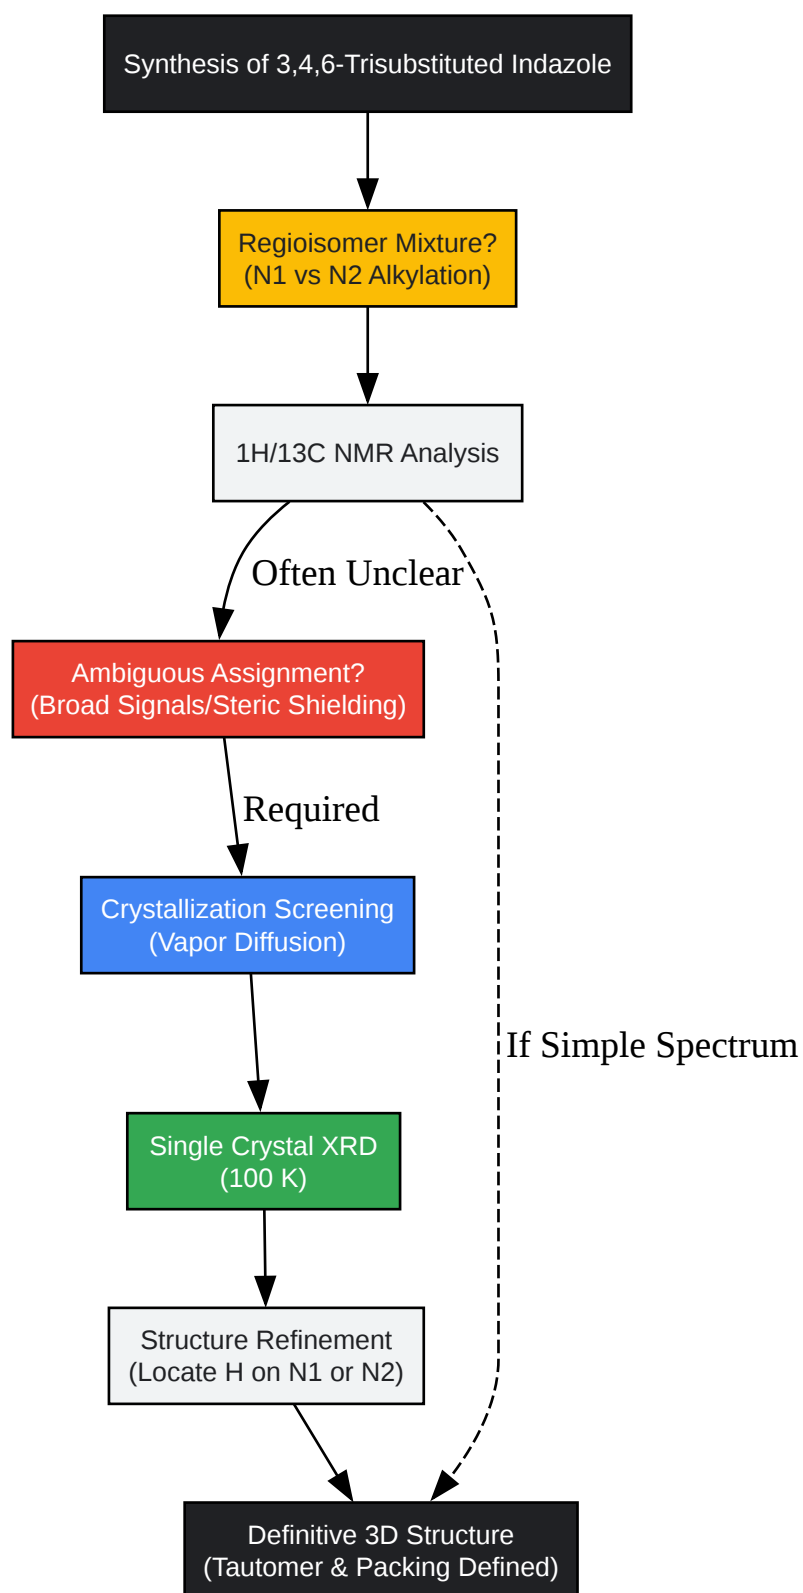 Synthesis of 3,4,6-Trisubstituted Indazole
Regioisomer Mixture?
(N1 vs N2 Alkylation)
1H/13C NMR Analysis
Often Unclear
Ambiguous Assignment?
(Broad Signals/Steric Shielding)
Required
Crystallization Screening
(Vapor Diffusion)
If Simple Spectrum
Single Crystal XRD
(100 K)
Structure Refinement
(Locate H on N1 or N2)
Definitive 3D Structure
(Tautomer & Packing Defined)